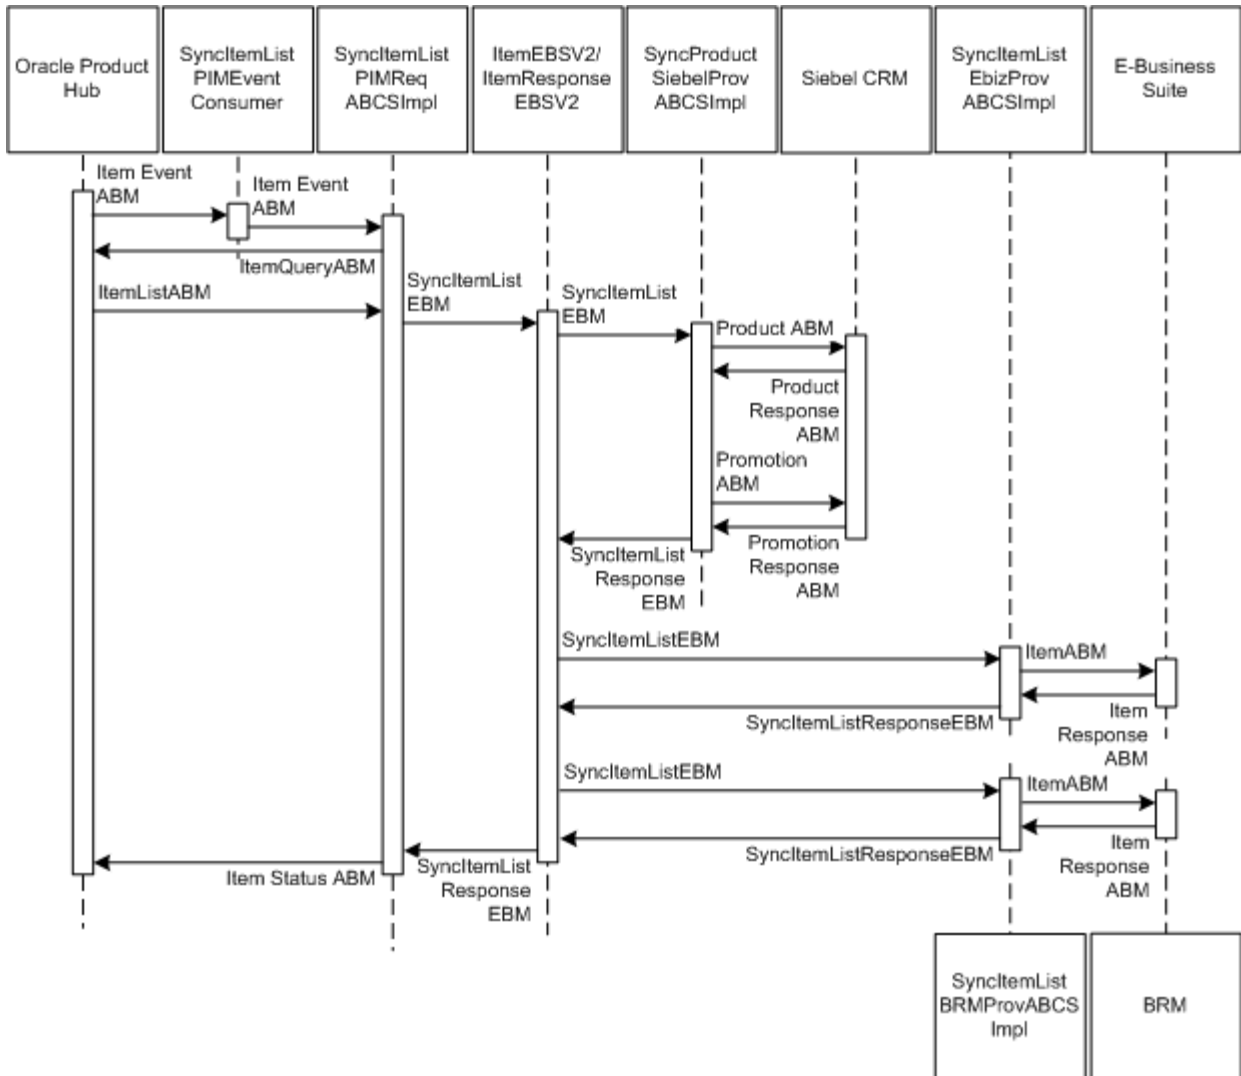 Oracle Product
Hub
SyncItemList
PIMEvent
Consumer
SyncItemList
PIMReq
ABCSImpl
ItemEBSV2/
ItemResponse
EBSV2
SyncProduct
SiebelProv
ABCSImpl
Siebel CRM
SyncItemList
EbizProv
ABCSImpl
E-Business
Suite
Item Event
ABM
Item Event
ABM
ItemQueryABM
ItemListABM
SyncItemList
EBM
SyncItemList
EBM
Product ABM
Product
Response
ABM
Promotion
ABM
Promotion
Response
ABM
SyncItemList
Response
EBM
SyncItemListEBM
ItemABM
SyncItemListResponseEBM
Item
Response
ABM
SyncItemListEBM
ItemABM
SyncItemListResponseEBM
Item
Response
ABM
Item Status ABM
SyncItemList
Response
EBM
SyncItemList
BRMProvABCS
Impl
BRM